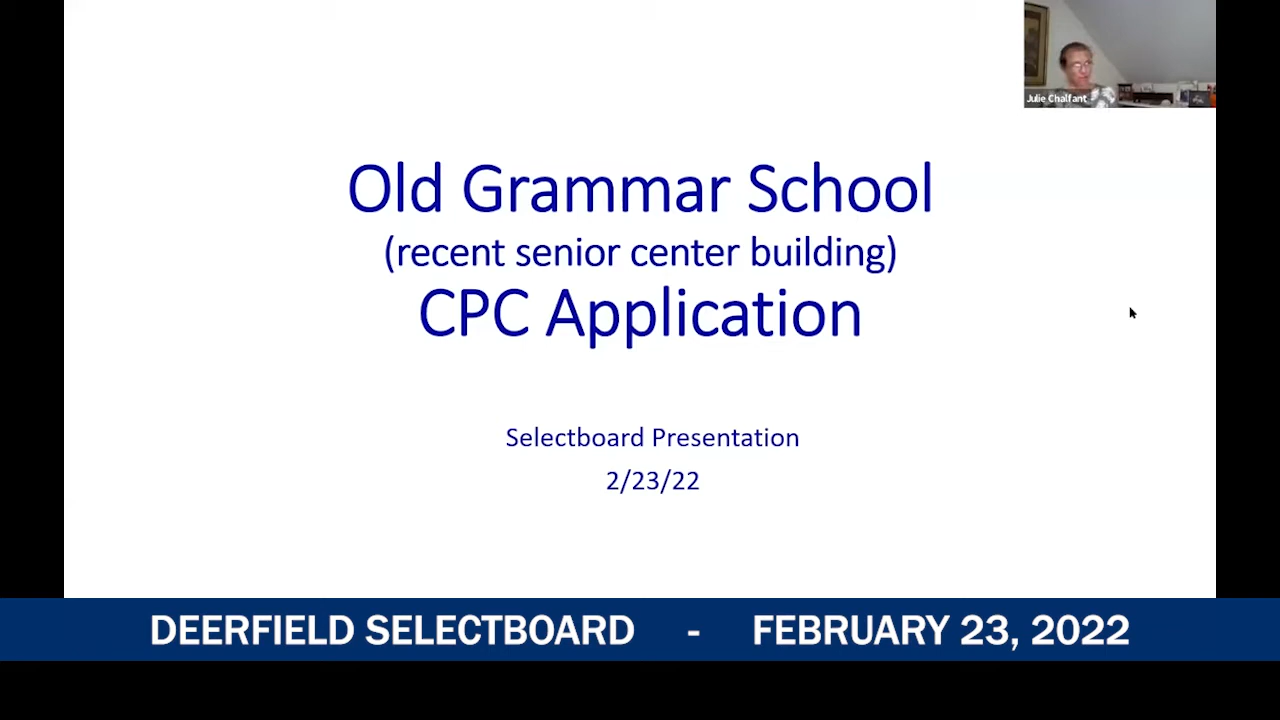 Julie Chalfant
Old Grammar School
(recent senior center building)
CPC Application
Selectboard Presentation
2/23/22
DEERFIELD SELECTBOARD - FEBRUARY 23, 2022